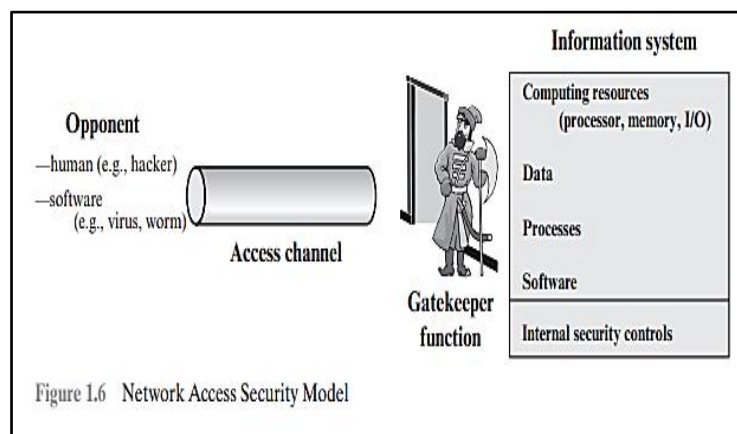 Information system
Opponent
—human (e.g., hacker)
—software
(e.g., virus, worm)
Access channel
Gatekeeper
function
Computing resources
(processor, memory, I/O)
Data
Processes
Software
Internal security controls
Figure 1.6 Network Access Security Model